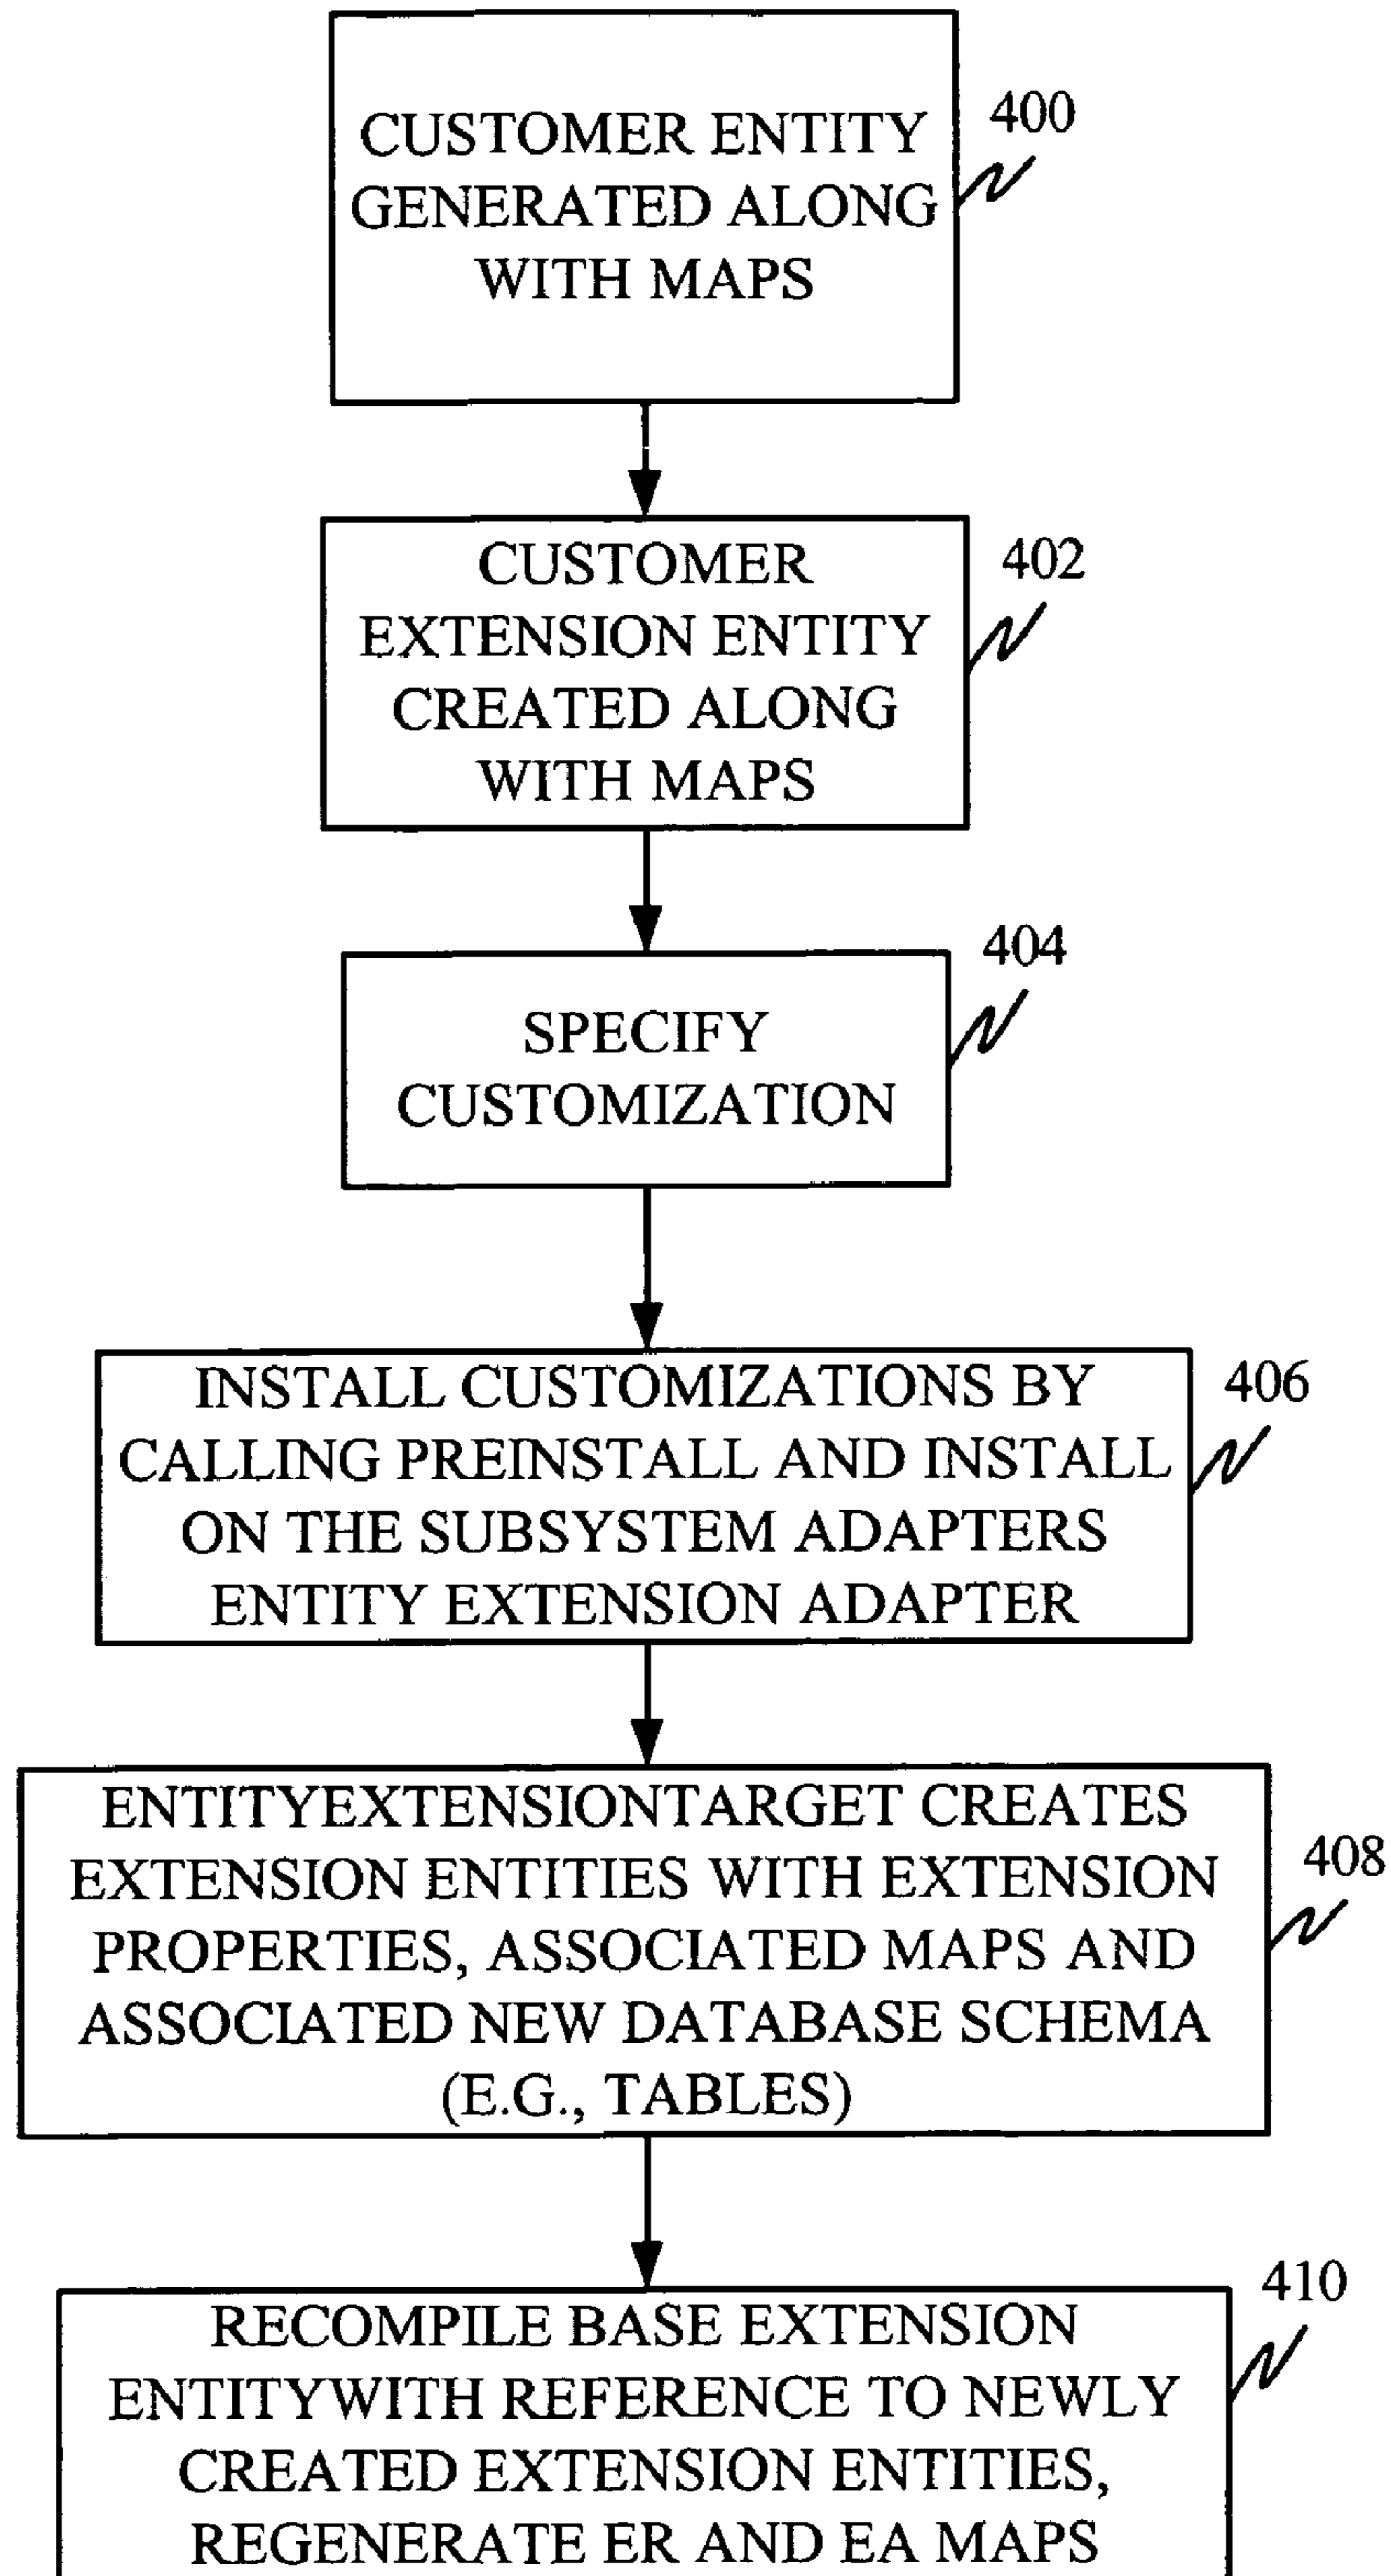 CUSTOMER ENTITY
GENERATED ALONG
WITH MAPS
400
CUSTOMER
EXTENSION ENTITY
CREATED ALONG
WITH MAPS
402
SPECIFY
CUSTOMIZATION
404
INSTALL CUSTOMIZATIONS BY
CALLING PREINSTALL AND INSTALL
ON THE SUBSYSTEM ADAPTERS
ENTITY EXTENSION ADAPTER
406
ENTITYEXTENSIONTARGET CREATES
EXTENSION ENTITIES WITH EXTENSION
PROPERTIES, ASSOCIATED MAPS AND
ASSOCIATED NEW DATABASE SCHEMA
(E.G., TABLES)
408
RECOMPILE BASE EXTENSION
ENTITYWITH REFERENCE TO NEWLY
CREATED EXTENSION ENTITIES,
REGENERATE ER AND EA MAPS
410